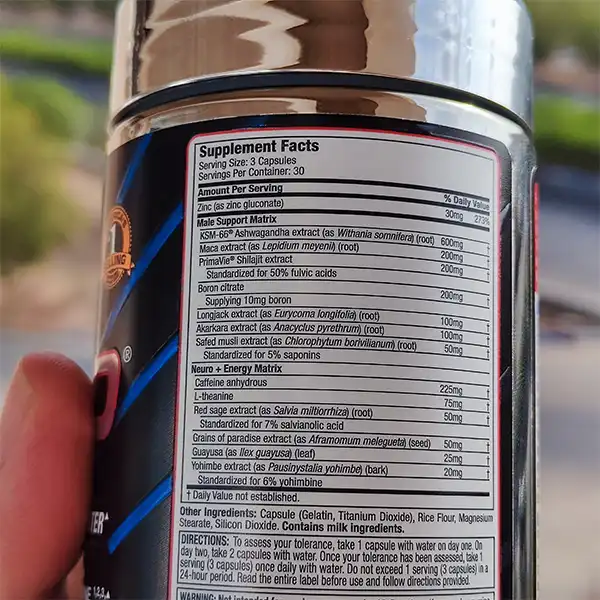 Supplement Facts
Serving Size: 3 Capsules
Servings Per Container: 30
Amount Per Serving % Daily Value
Zinc (as zinc gluconate) 30mg 273%
Male Support Matrix
KSM-66® Ashwagandha extract (as Withania somnifera) (root) 600mg †
Maca extract (as Lepidium meyenii) (root) 200mg †
PrimaVie® Shilajit extract 200mg †
Standardized for 50% fulvic acids
Boron citrate 200mg †
Supplying 10mg boron
Longjack extract (as Eurycoma longifolia) (root) 100mg †
Akarkara extract (as Anacyclus pyrethrum) (root) 100mg †
Safed musli extract (as Chlorophytum borivilianum) (root) 50mg †
Standardized for 5% saponins
Neuro + Energy Matrix
Caffeine anhydrous 225mg †
L-theanine 75mg †
Red sage extract (as Salvia miltiorrhiza) (root) 50mg †
Standardized for 7% salvianolic acid
Grains of paradise extract (as Aframomum melegueta) (seed) 50mg †
Guayusa (as Ilex guayusa) (leaf) 25mg †
Yohimbe extract (as Pausinystalia yohimbe) (bark) 20mg †
Standardized for 6% yohimbine
† Daily Value not established.
Other Ingredients: Capsule (Gelatin, Titanium Dioxide), Rice Flour, Magnesium
Stearate, Silicon Dioxide. Contains milk ingredients.
DIRECTIONS: To assess your tolerance, take 1 capsule with water on day one. On
day two, take 2 capsules with water. Once your tolerance has been assessed, take 1
serving (3 capsules) once daily with water. Do not exceed 1 serving (3 capsules) in a
24-hour period. Read the entire label before use and follow directions provided.
WARNING: Not intended for